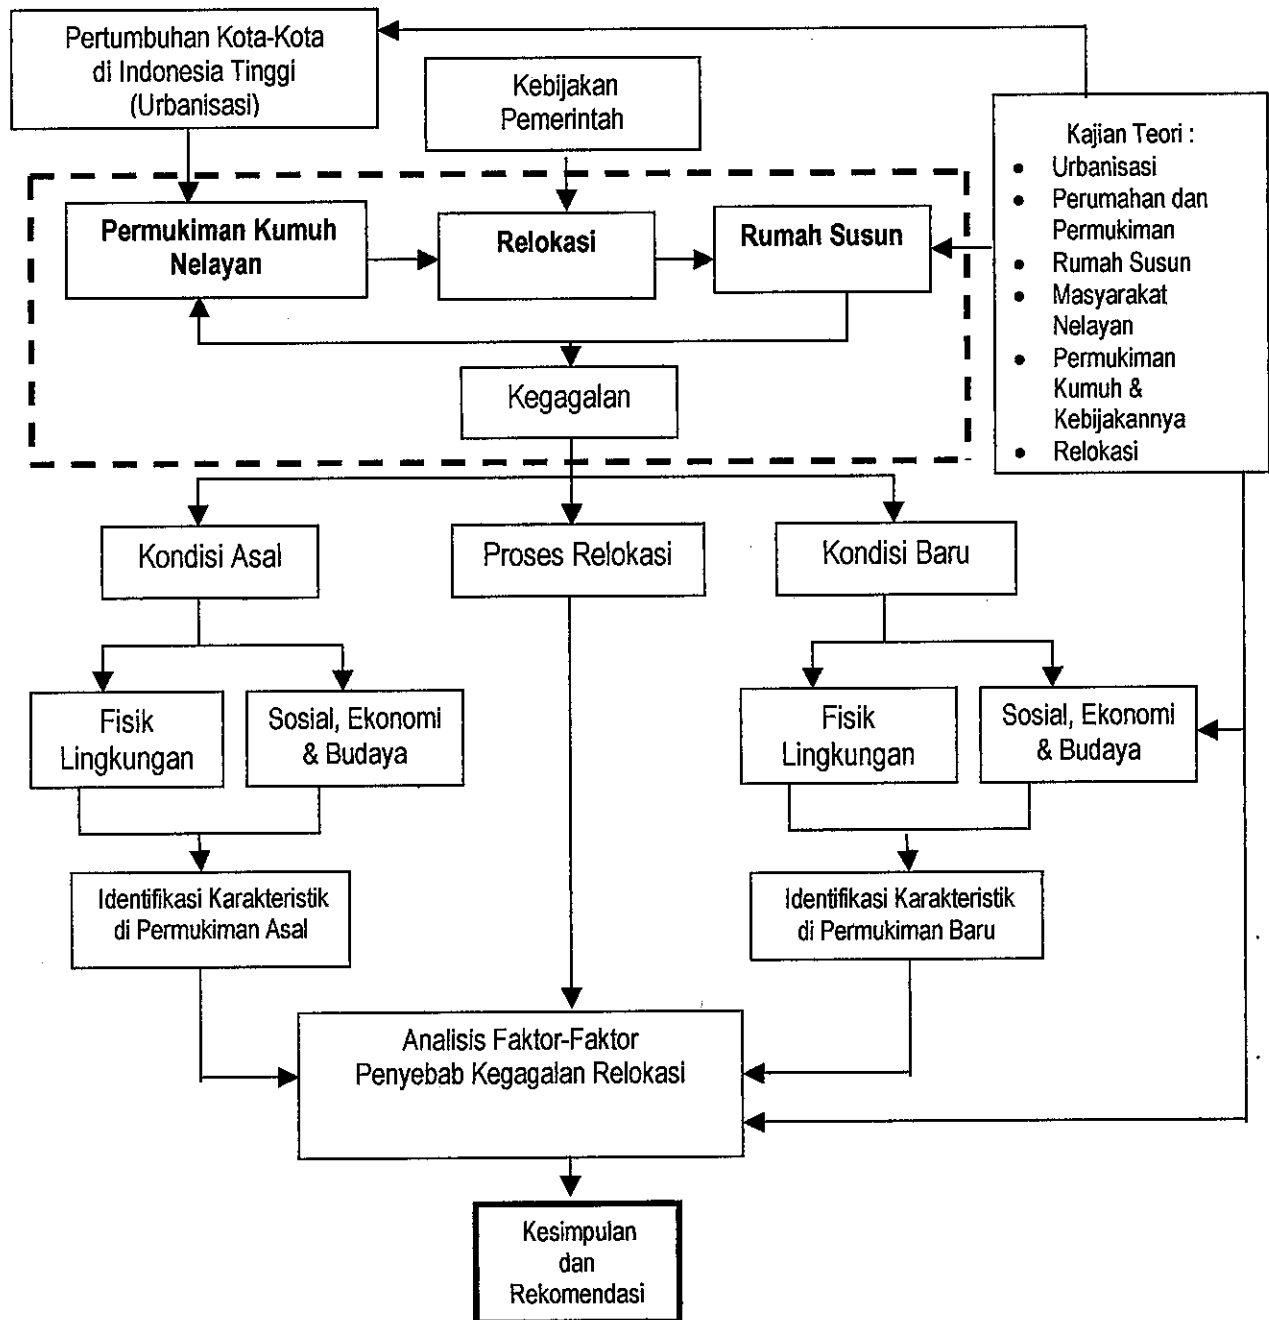 Pertumbuhan Kota-Kota
di Indonesia Tinggi
(Urbanisasi)
Kebijakan
Pemerintah
Kajian Teori :
• Urbanisasi
• Perumahan dan
Permukiman
• Rumah Susun
• Masyarakat
Nelayan
• Permukiman
Kumuh &
Kebijakannya
• Relokasi
Permukiman Kumuh
Nelayan
Relokasi
Rumah Susun
Kegagalan
Kondisi Asal
Proses Relokasi
Kondisi Baru
Fisik
Lingkungan
Sosial, Ekonomi
& Budaya
Fisik
Lingkungan
Sosial, Ekonomi
& Budaya
Identifikasi Karakteristik
di Permukiman Asal
Identifikasi Karakteristik
di Permukiman Baru
Analisis Faktor-Faktor
Penyebab Kegagalan Relokasi
Kesimpulan
dan
Rekomendasi